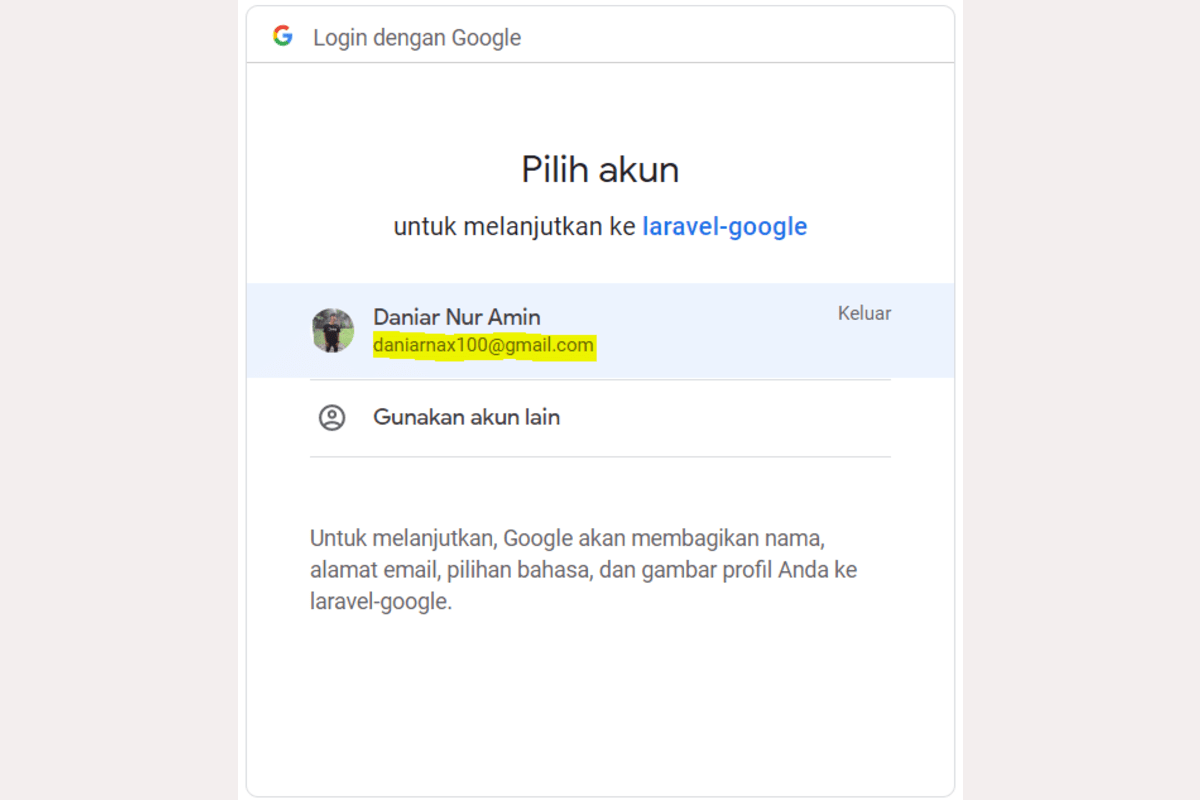 Login dengan Google
Pilih akun
untuk melanjutkan ke laravel-google
Daniar Nur Amin
Keluar
daniarnax100@gmail.com
Gunakan akun lain
Untuk melanjutkan, Google akan membagikan nama,
alamat email, pilihan bahasa, dan gambar profil Anda ke
laravel-google.